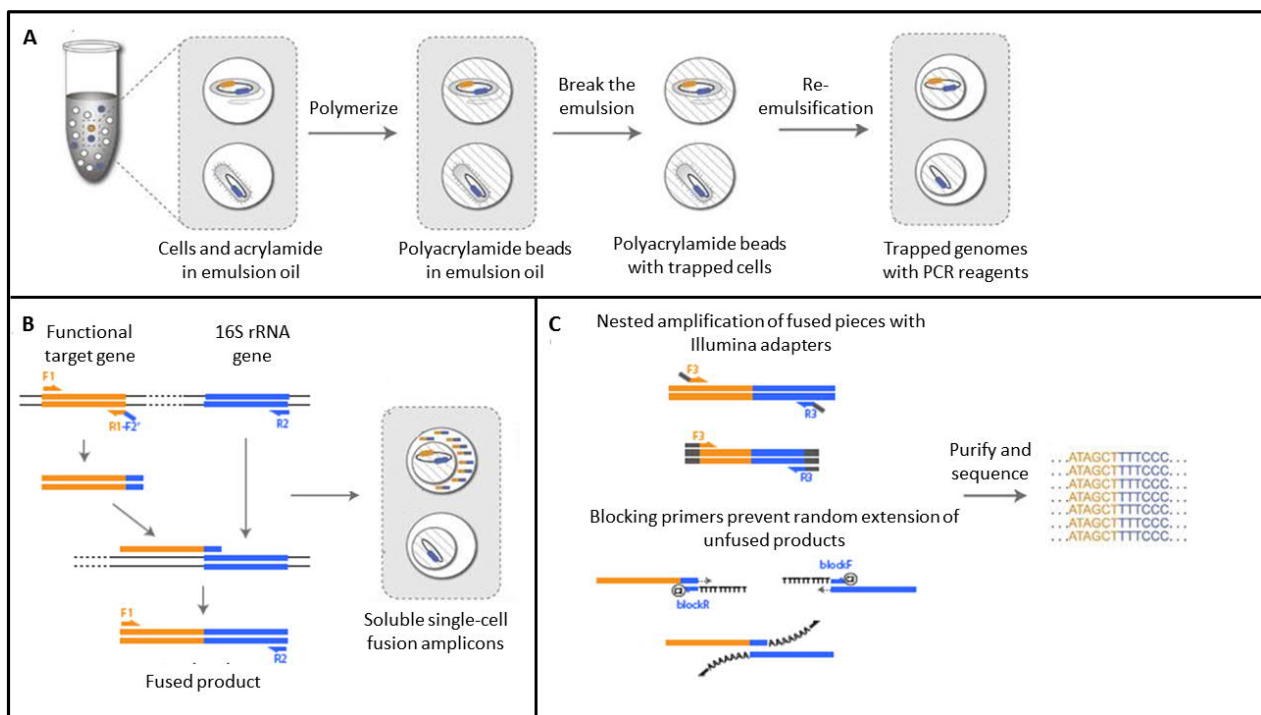 A
Polymerize
Break the
emulsion
Re-
emulsification
Cells and acrylamide
in emulsion oil
Polyacrylamide beads
in emulsion oil
Polyacrylamide beads
with trapped cells
Trapped genomes
with PCR reagents
B
Functional
target gene
16S rRNA
gene
F1
R1-F2'
R2
F1
R2
Fused product
Soluble single-cell
fusion amplicons
C
Nested amplification of fused pieces with
Illumina adapters
F3
R3
F3
R3
Purify and
sequence
...ATAGCTTTTCCC...
...ATAGCTTTTCCC...
...ATAGCTTTTCCC...
...ATAGCTTTTCCC...
...ATAGCTTTTCCC...
...ATAGCTTTTCCC...
Blocking primers prevent random extension of
unfused products
blockF
TTTTTTTTTT
blockR
TTTTTTTTTT